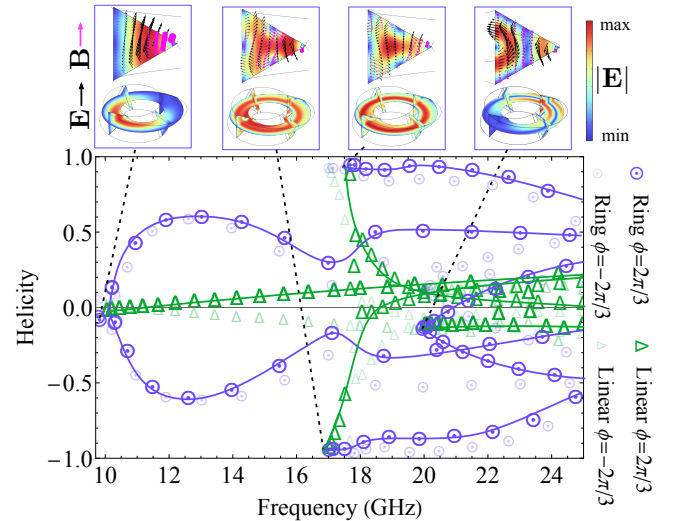 E→ B→
max
|E|
min
1.0
0.5
0.0
−0.5
−1.0
Helicity
10 12 14 16 18 20 22 24
Frequency (GHz)
Ring ϕ=−2π/3
Ring ϕ=2π/3
Linear ϕ=−2π/3
Linear ϕ=2π/3